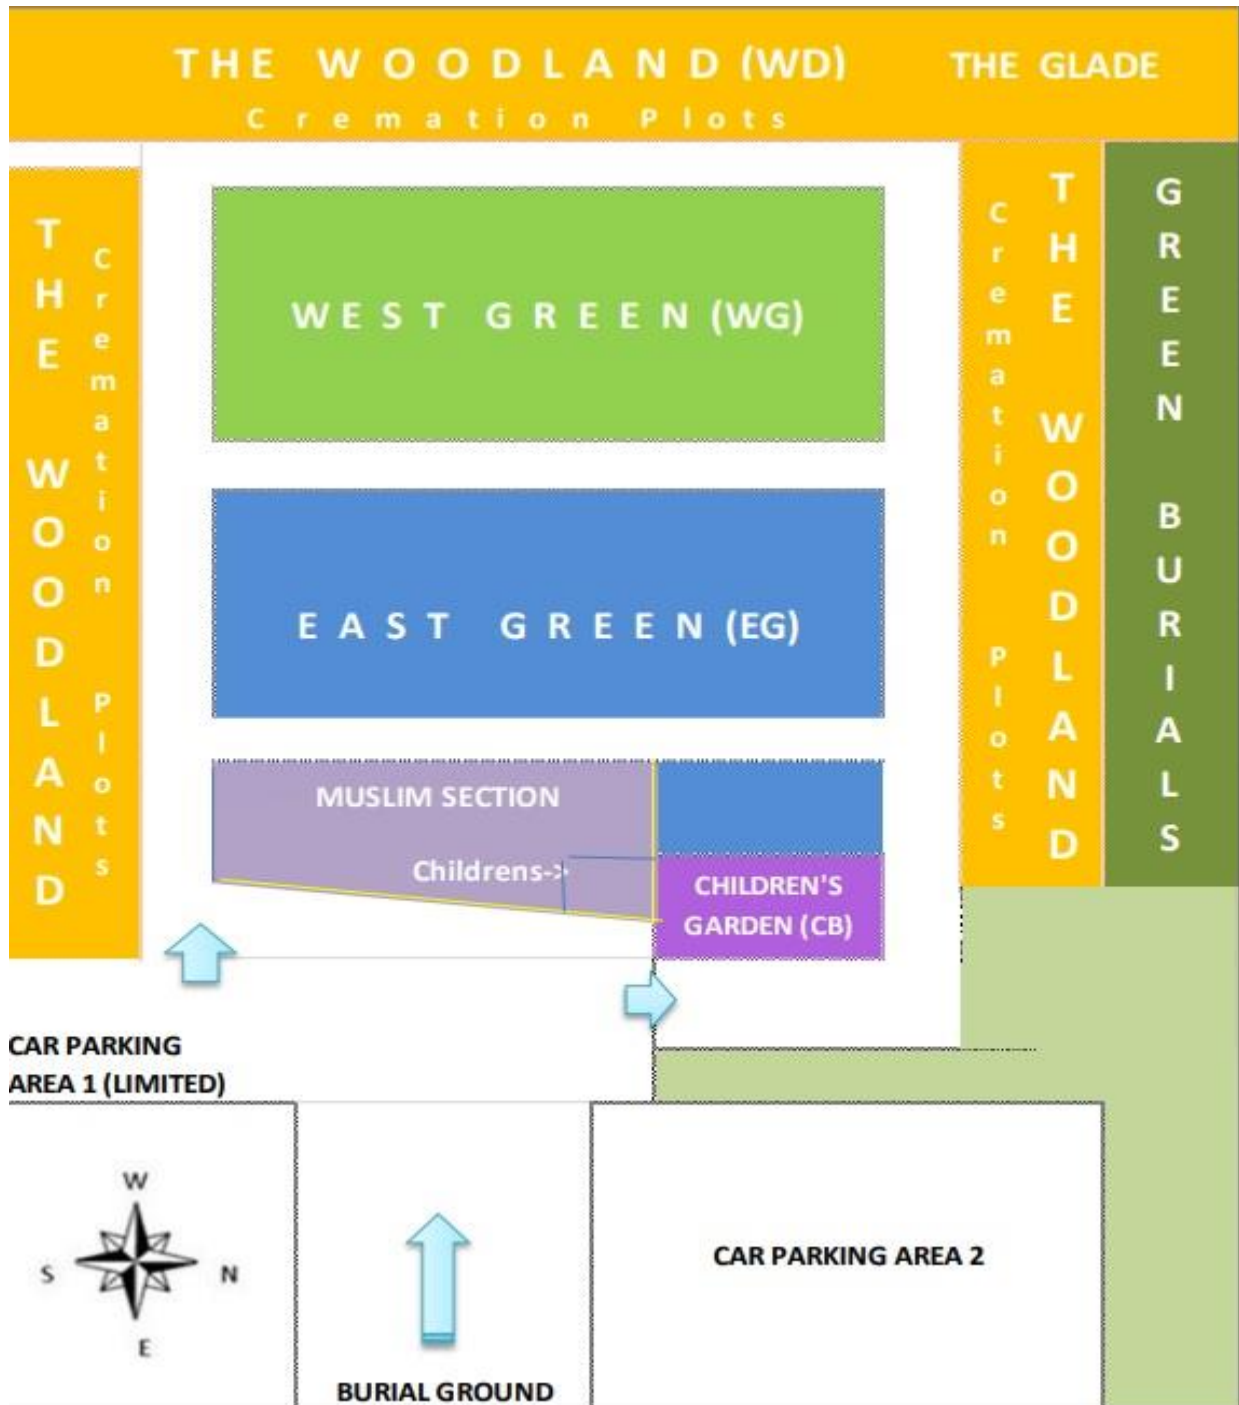 THE WOODLAND (WD)
THE GLADE
Cremation Plots
THE WOODLAND
Cremation Plots
WEST GREEN (WG)
Cremation Plots
THE WOODLAND
GREEN BURIALS
EAST GREEN (EG)
MUSLIM SECTION
Childrens->
CHILDREN'S
GARDEN (CB)
CAR PARKING
AREA 1 (LIMITED)
W
S
N
E
CAR PARKING AREA 2
BURIAL GROUND